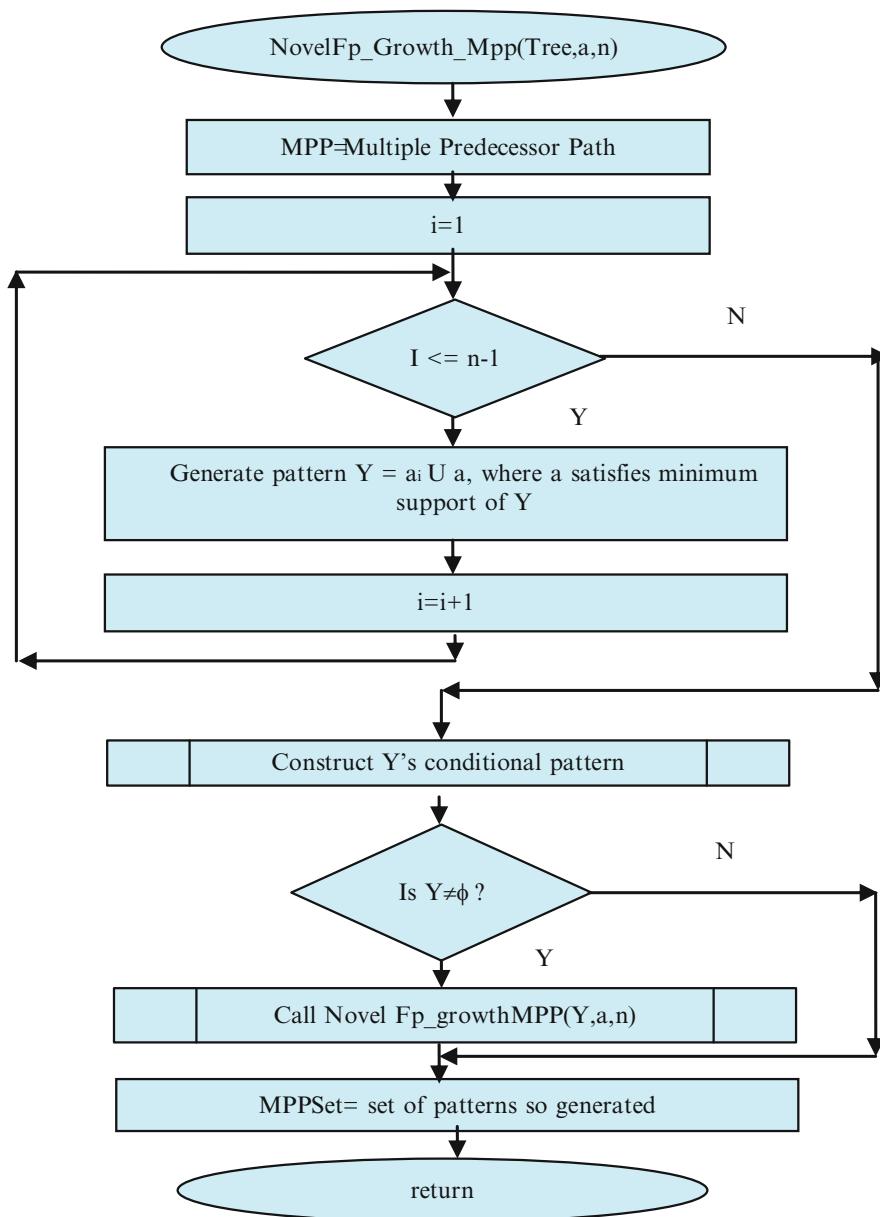 NovelFp_Growth_Mpp(Tree,a,n)
MPP=Multiple Predecessor Path
i=1
N
I <= n-1
Y
Generate pattern Y = ai U a, where a satisfies minimum
support of Y
i=i+1
Construct Y’s conditional pattern
N
Is Y≠ϕ ?
Y
Call Novel Fp_growthMPP(Y,a,n)
MPPSet= set of patterns so generated
return